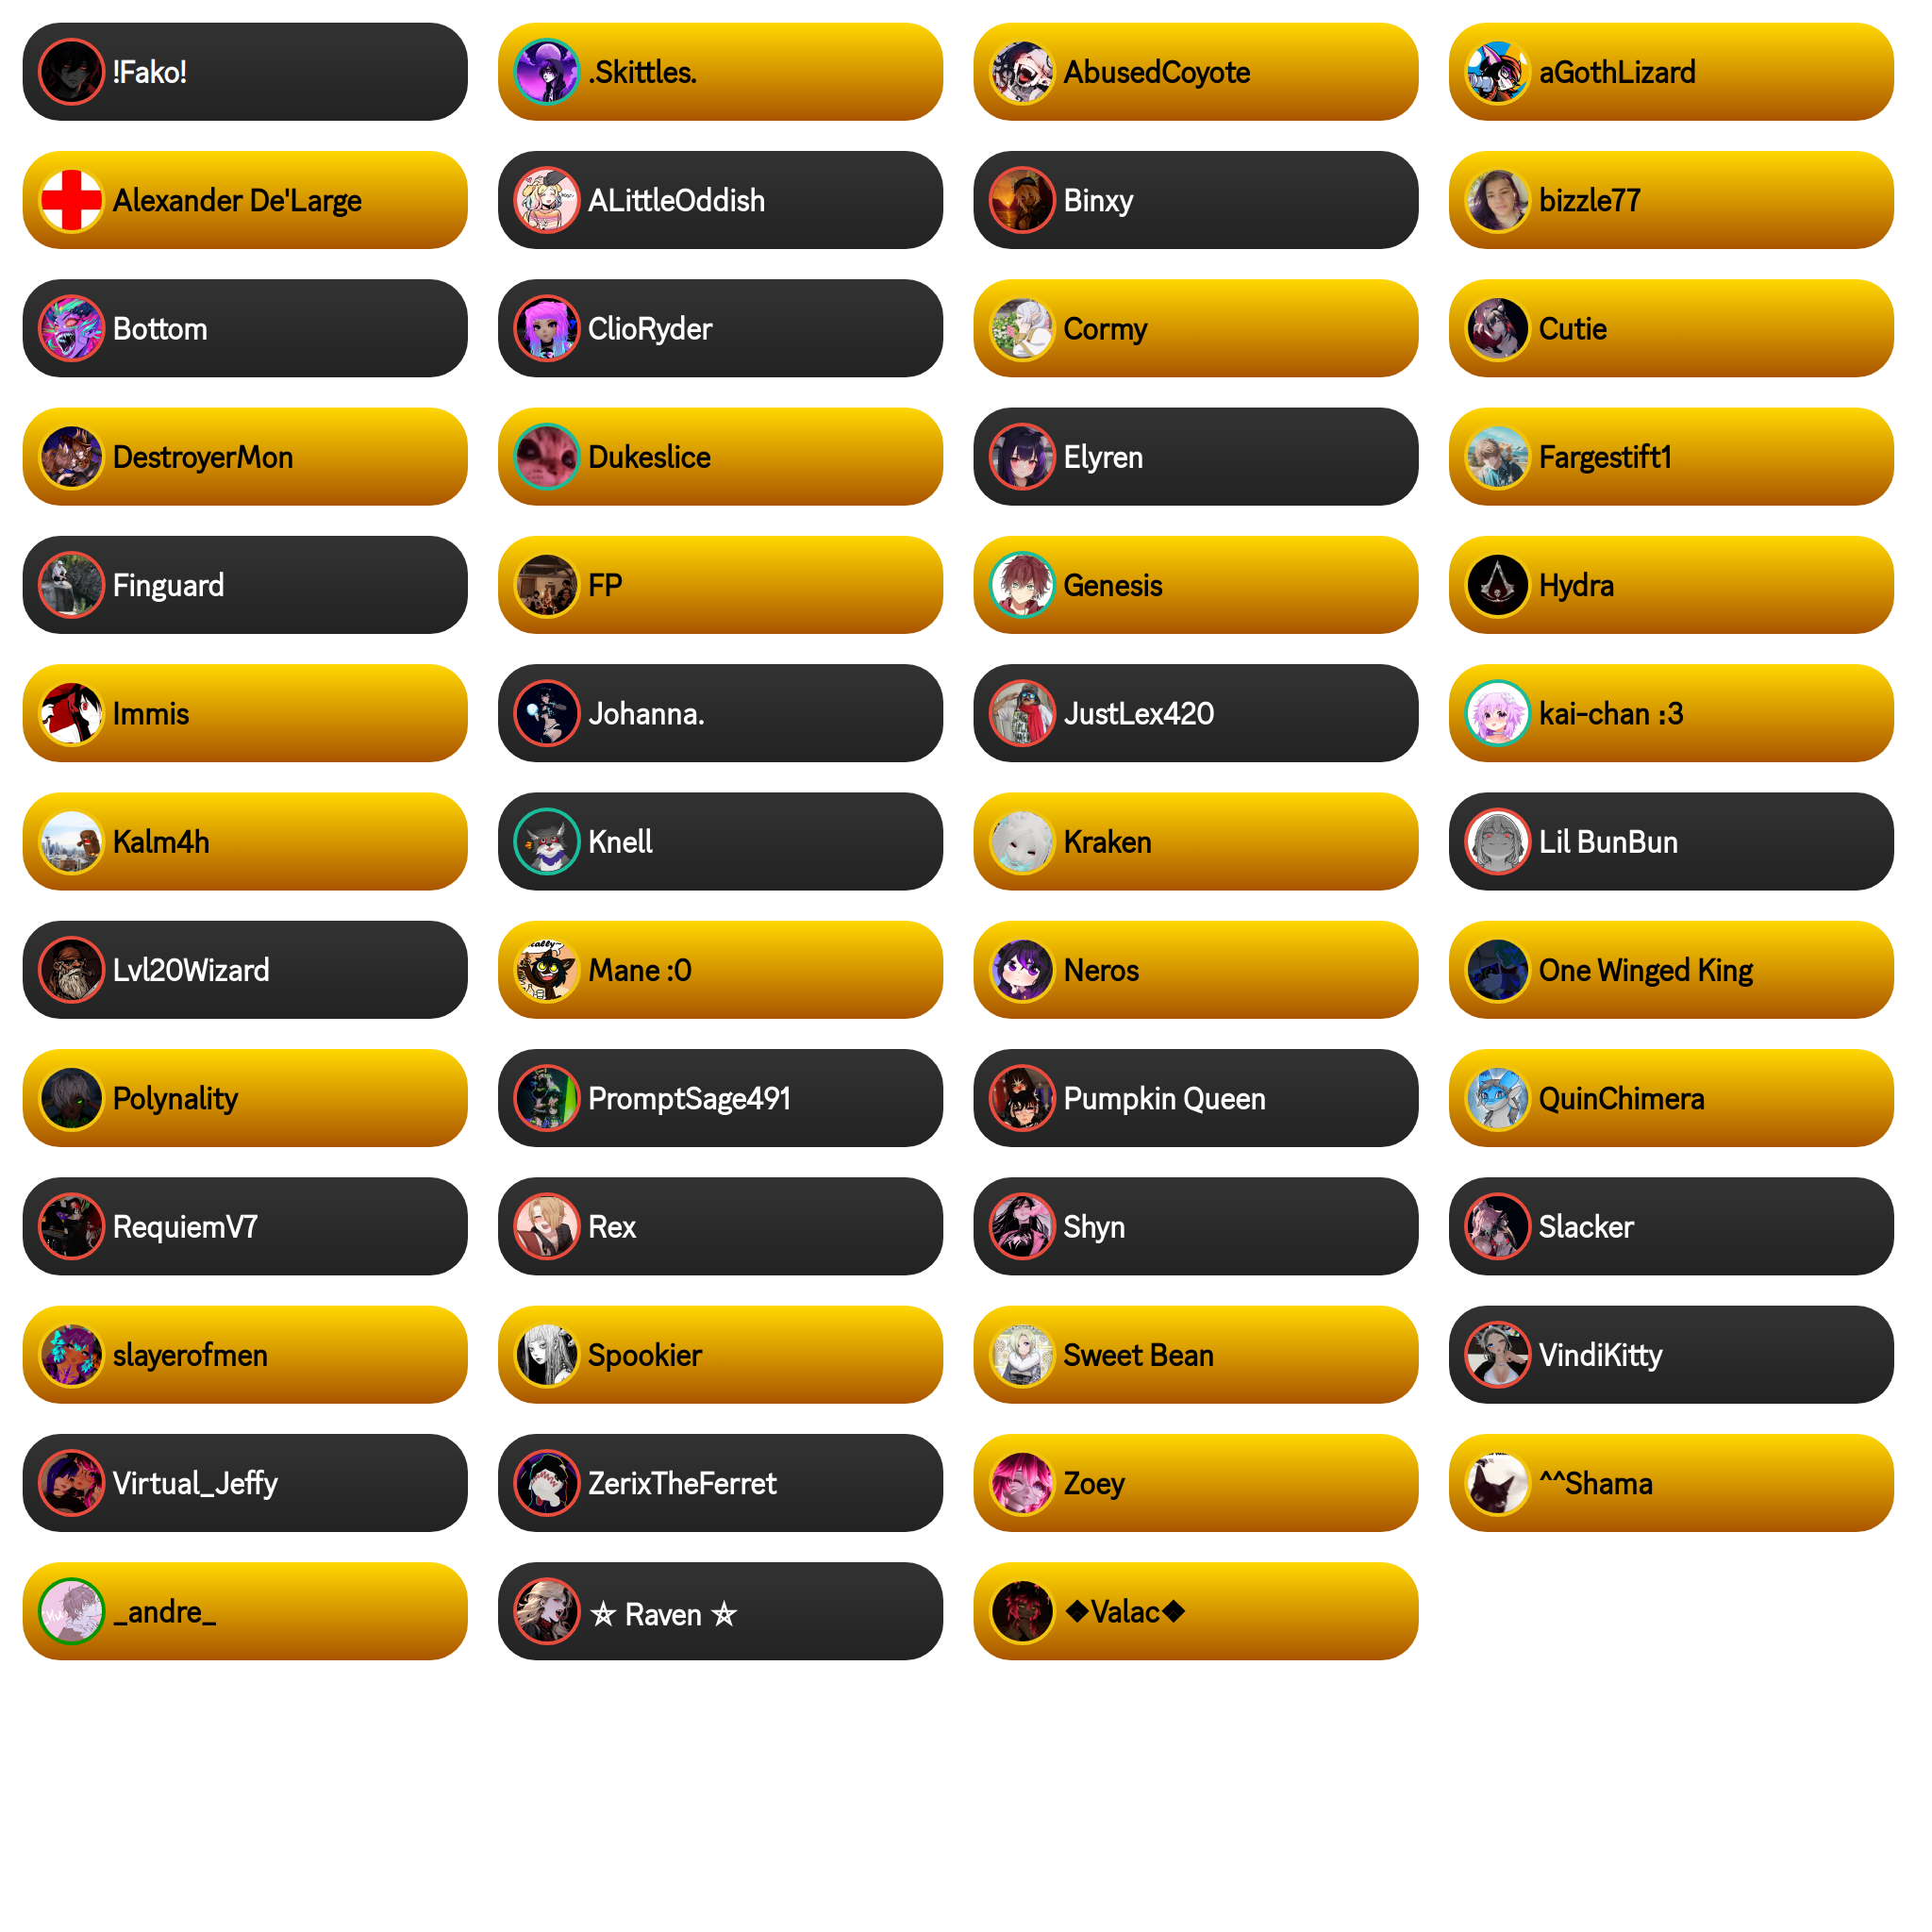 !Fako!
.Skittles.
AbusedCoyote
aGothLizard
Alexander De'Large
ALittleOddish
Binxy
bizzle77
Bottom
ClioRyder
Cormy
Cutie
DestroyerMon
Dukeslice
Elyren
Fargestift1
Finguard
FP
Genesis
Hydra
Immis
Johanna.
JustLex420
kai-chan :3
Kalm4h
Knell
Kraken
Lil BunBun
Lvl20Wizard
Mane :0
Neros
One Winged King
Polynality
PromptSage491
Pumpkin Queen
QuinChimera
RequiemV7
Rex
Shyn
Slacker
slayerofmen
Spookier
Sweet Bean
VindiKitty
Virtual_Jeffy
ZerixTheFerret
Zoey
^^Shama
_andre_
⛤ Raven ⛤
❖Valac❖